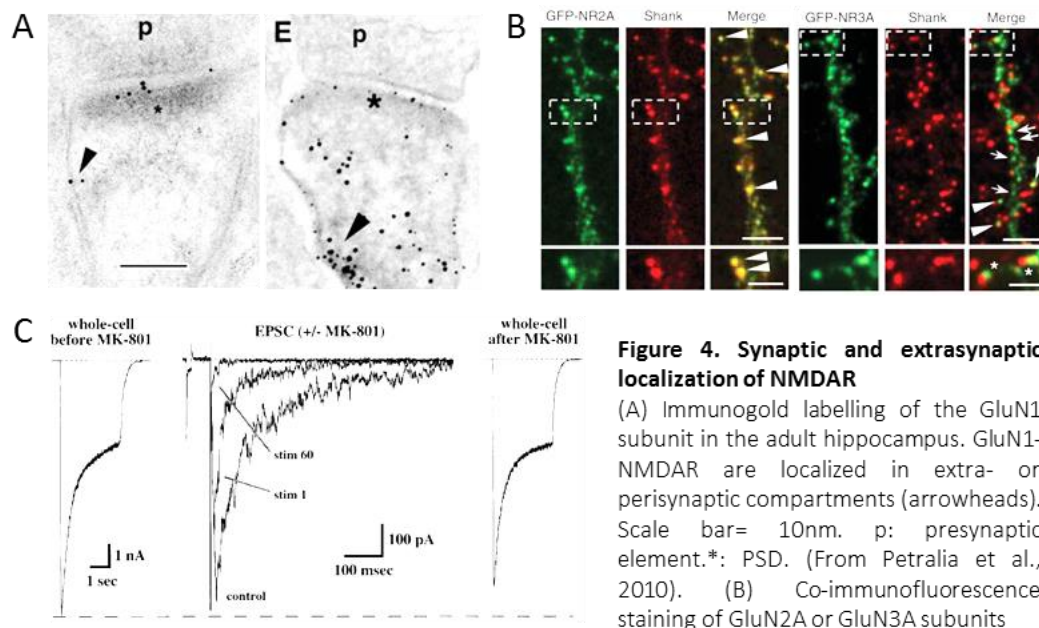 A
p
*
E
p
*
B
GFP-NR2A
Shank
Merge
GFP-NR3A
Shank
Merge
*
*
C
whole-cell
before MK-801
EPSC (+/- MK-801)
whole-cell
after MK-801
stim 60
stim 1
control
1 nA
1 sec
100 pA
100 msec
Figure 4. Synaptic and extrasynaptic
localization of NMDAR
(A) Immunogold labelling of the GluN1
subunit in the adult hippocampus. GluN1-
NMDAR are localized in extra- or
perisynaptic compartments (arrowheads).
Scale bar= 10nm. p: presynaptic
element.*: PSD. (From Petralia et al.,
2010). (B) Co-immunofluorescence
staining of GluN2A or GluN3A subunits